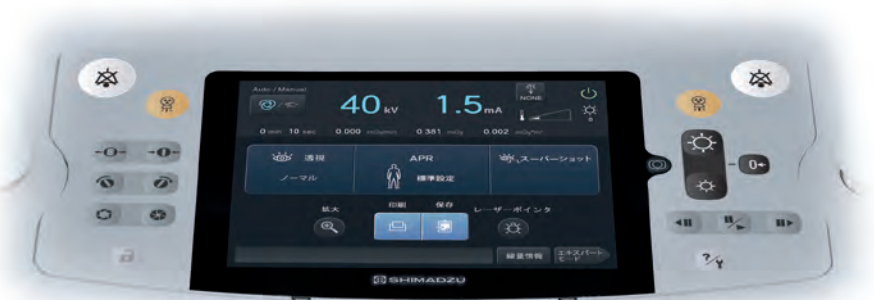 Auto / Manual
40 kV
1.5 mA
NONE
0 min 10 sec
0.000
0.381 mGy
0.002
透視
ノーマル
APR
標準設定
スーパーショット
拡大
印刷
保存
レーザーポインタ
線量情報
エキスパート
モード
SHIMADZU